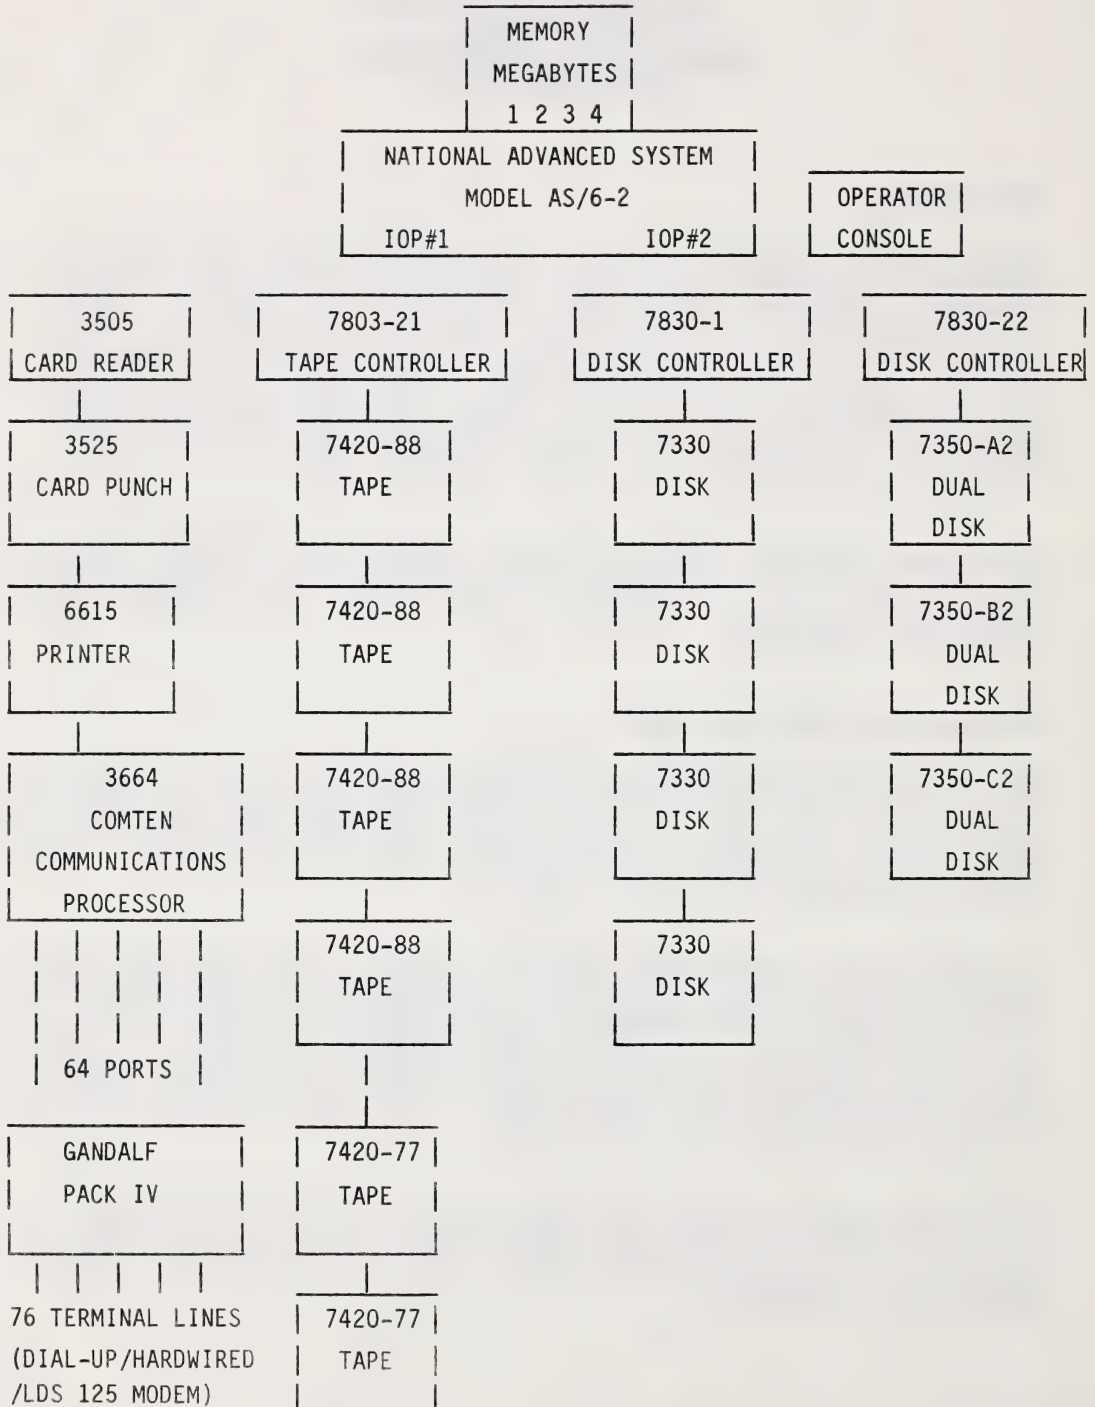 MEMORY
MEGABYTES
1 2 3 4
NATIONAL ADVANCED SYSTEM
MODEL AS/6-2
IOP#1 IOP#2
OPERATOR
CONSOLE
3505
CARD READER
3525
CARD PUNCH
6615
PRINTER
3664
COMTEN
COMMUNICATIONS
PROCESSOR
64 PORTS
GANDALF
PACK IV
76 TERMINAL LINES
(DIAL-UP/HARDWIRED
/LDS 125 MODEM)
7803-21
TAPE CONTROLLER
7420-88
TAPE
7420-88
TAPE
7420-88
TAPE
7420-88
TAPE
7420-77
TAPE
7420-77
TAPE
7830-1
DISK CONTROLLER
7330
DISK
7330
DISK
7330
DISK
7330
DISK
7830-22
DISK CONTROLLER
7350-A2
DUAL
DISK
7350-B2
DUAL
DISK
7350-C2
DUAL
DISK